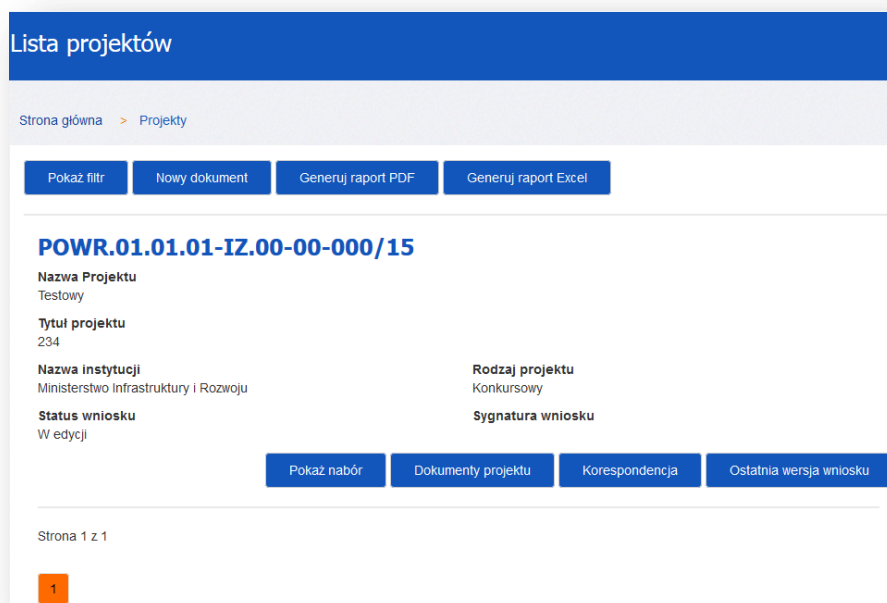 Lista projektów
Strona główna > Projekty
Pokaż filtr Nowy dokument Generuj raport PDF Generuj raport Excel
POWR.01.01.01-IZ.00-00-000/15
Nazwa Projektu
Testowy
Tytuł projektu
234
Nazwa instytucji Rodzaj projektu
Ministerstwo Infrastruktury i Rozwoju Konkursowy
Status wniosku Sygnatura wniosku
W edycji
Pokaż nabór Dokumenty projektu Korespondencja Ostatnia wersja wniosku
Strona 1 z 1
1